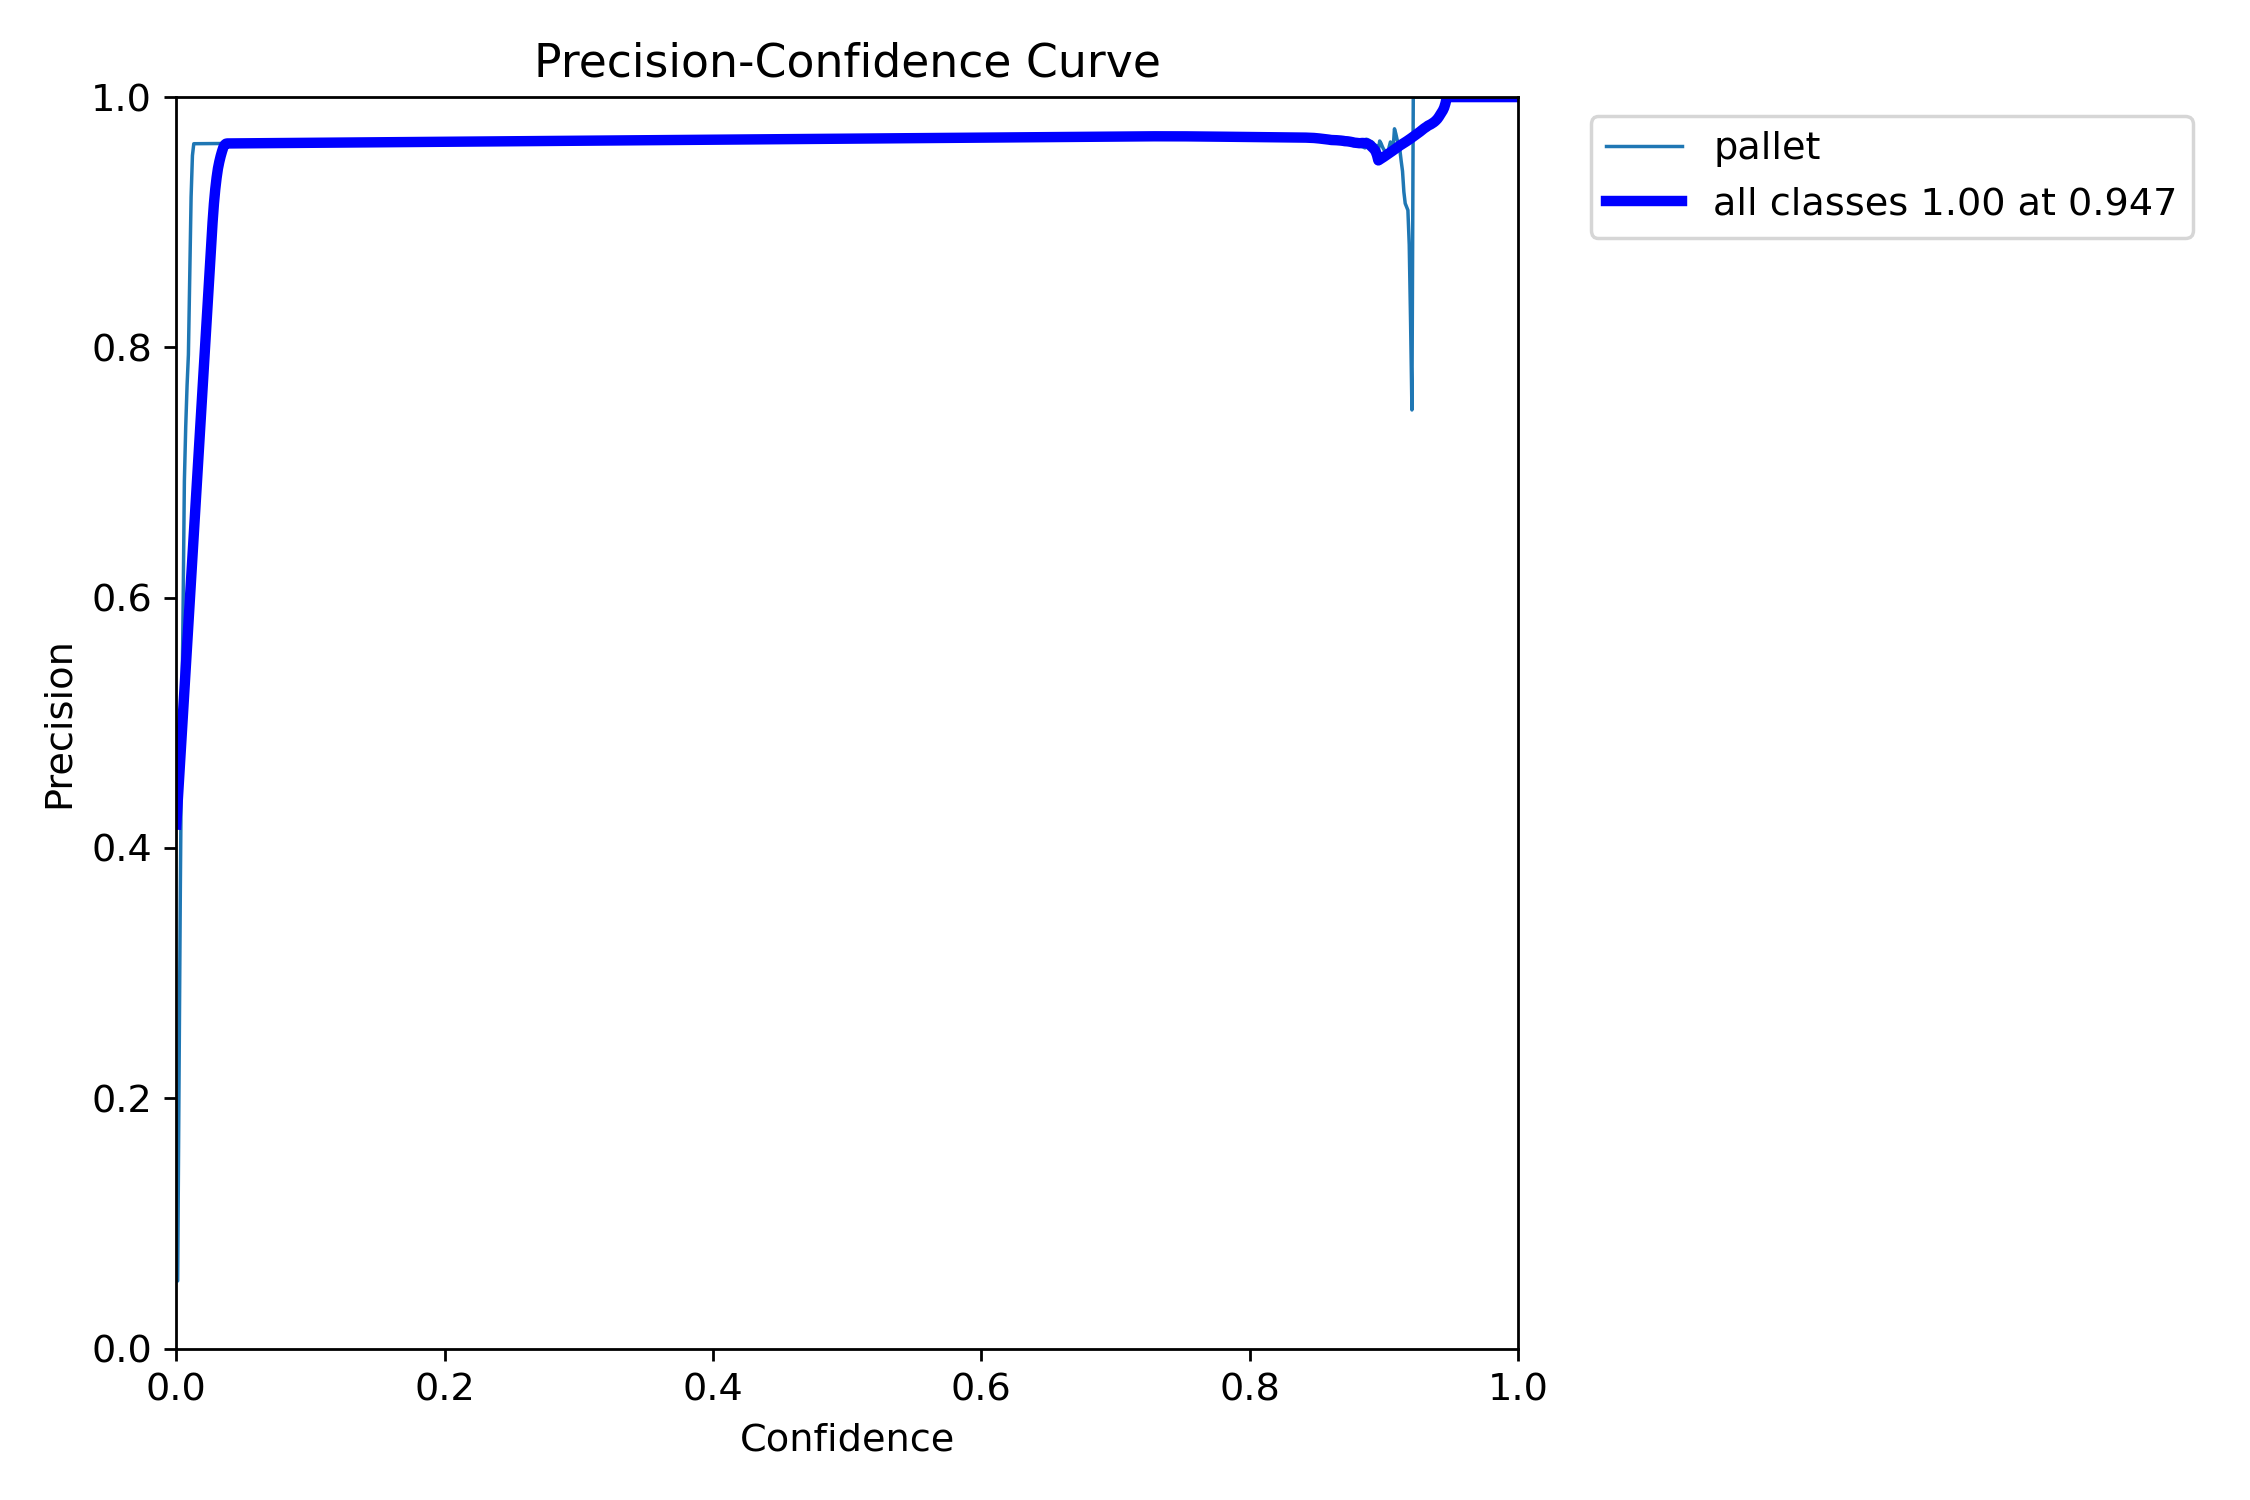 Precision-Confidence Curve
1.0
0.8
0.6
0.4
0.2
0.0
Precision
0.0 0.2 0.4 0.6 0.8 1.0
Confidence
pallet
all classes 1.00 at 0.947